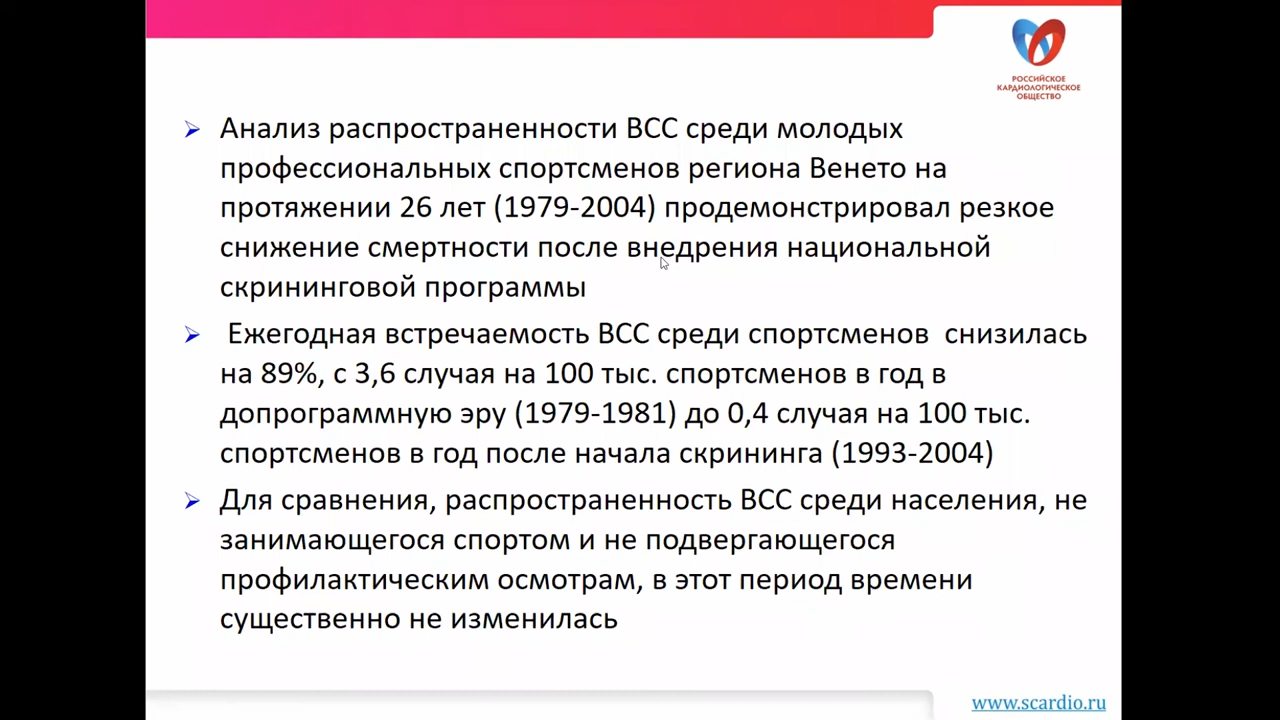 РОССИЙСКОЕ
КАРДИОЛОГИЧЕСКОЕ
ОБЩЕСТВО
Анализ распространенности ВСС среди молодых
профессиональных спортсменов региона Венето на
протяжении 26 лет (1979-2004) продемонстрировал резкое
снижение смертности после внедрения национальной
скрининговой программы
Ежегодная встречаемость ВСС среди спортсменов снизилась
на 89%, с 3,6 случая на 100 тыс. спортсменов в год в
допрограммную эру (1979-1981) до 0,4 случая на 100 тыс.
спортсменов в год после начала скрининга (1993-2004)
Для сравнения, распространенность ВСС среди населения, не
занимающегося спортом и не подвергающегося
профилактическим осмотрам, в этот период времени
существенно не изменилась
www.scardio.ru